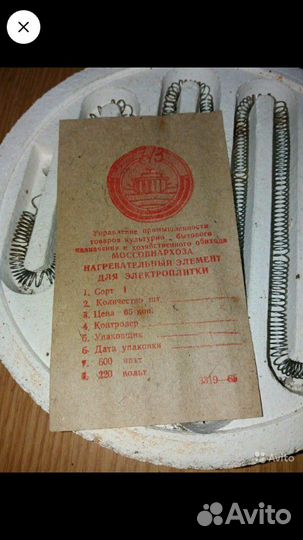 Управление промышленности
товаров культурно-бытового
назначения и хозяйственного обихода
МОССОВНАРХОЗА
НАГРЕВАТЕЛЬНЫЙ ЭЛЕМЕНТ
ДЛЯ ЭЛЕКТРОПЛИТКИ
1. Сорт 1
2. Количество шт.
3. Цена 65 коп.
4. Контролер
5. Упаковщик
6. Дата упаковки
7. 600 ватт
8. 220 вольт
3319—65
Avito
Avito